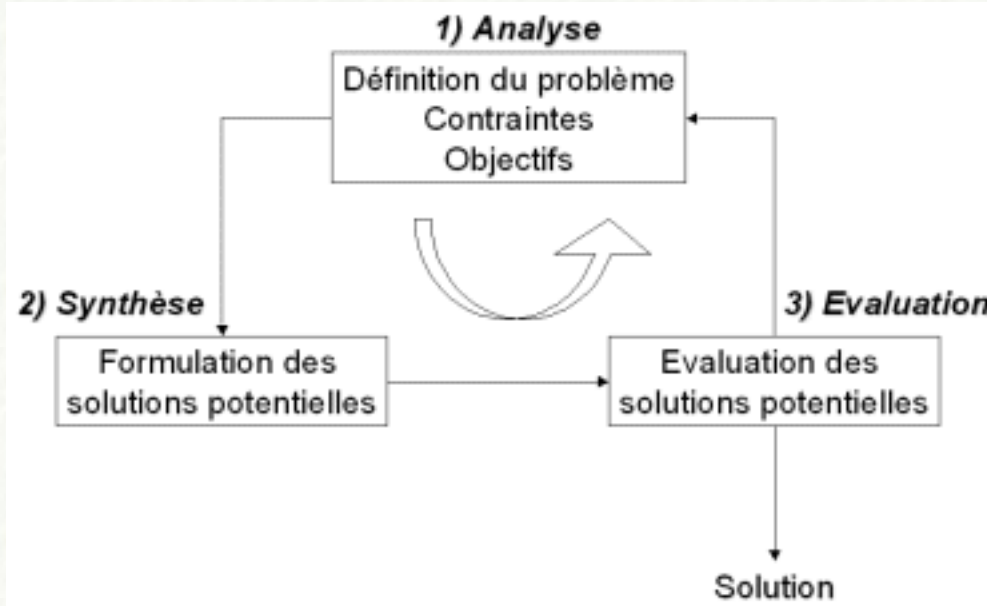 1) Analyse
Définition du problème
Contraintes
Objectifs
2) Synthèse
Formulation des
solutions potentielles
3) Evaluation
Evaluation des
solutions potentielles
Solution